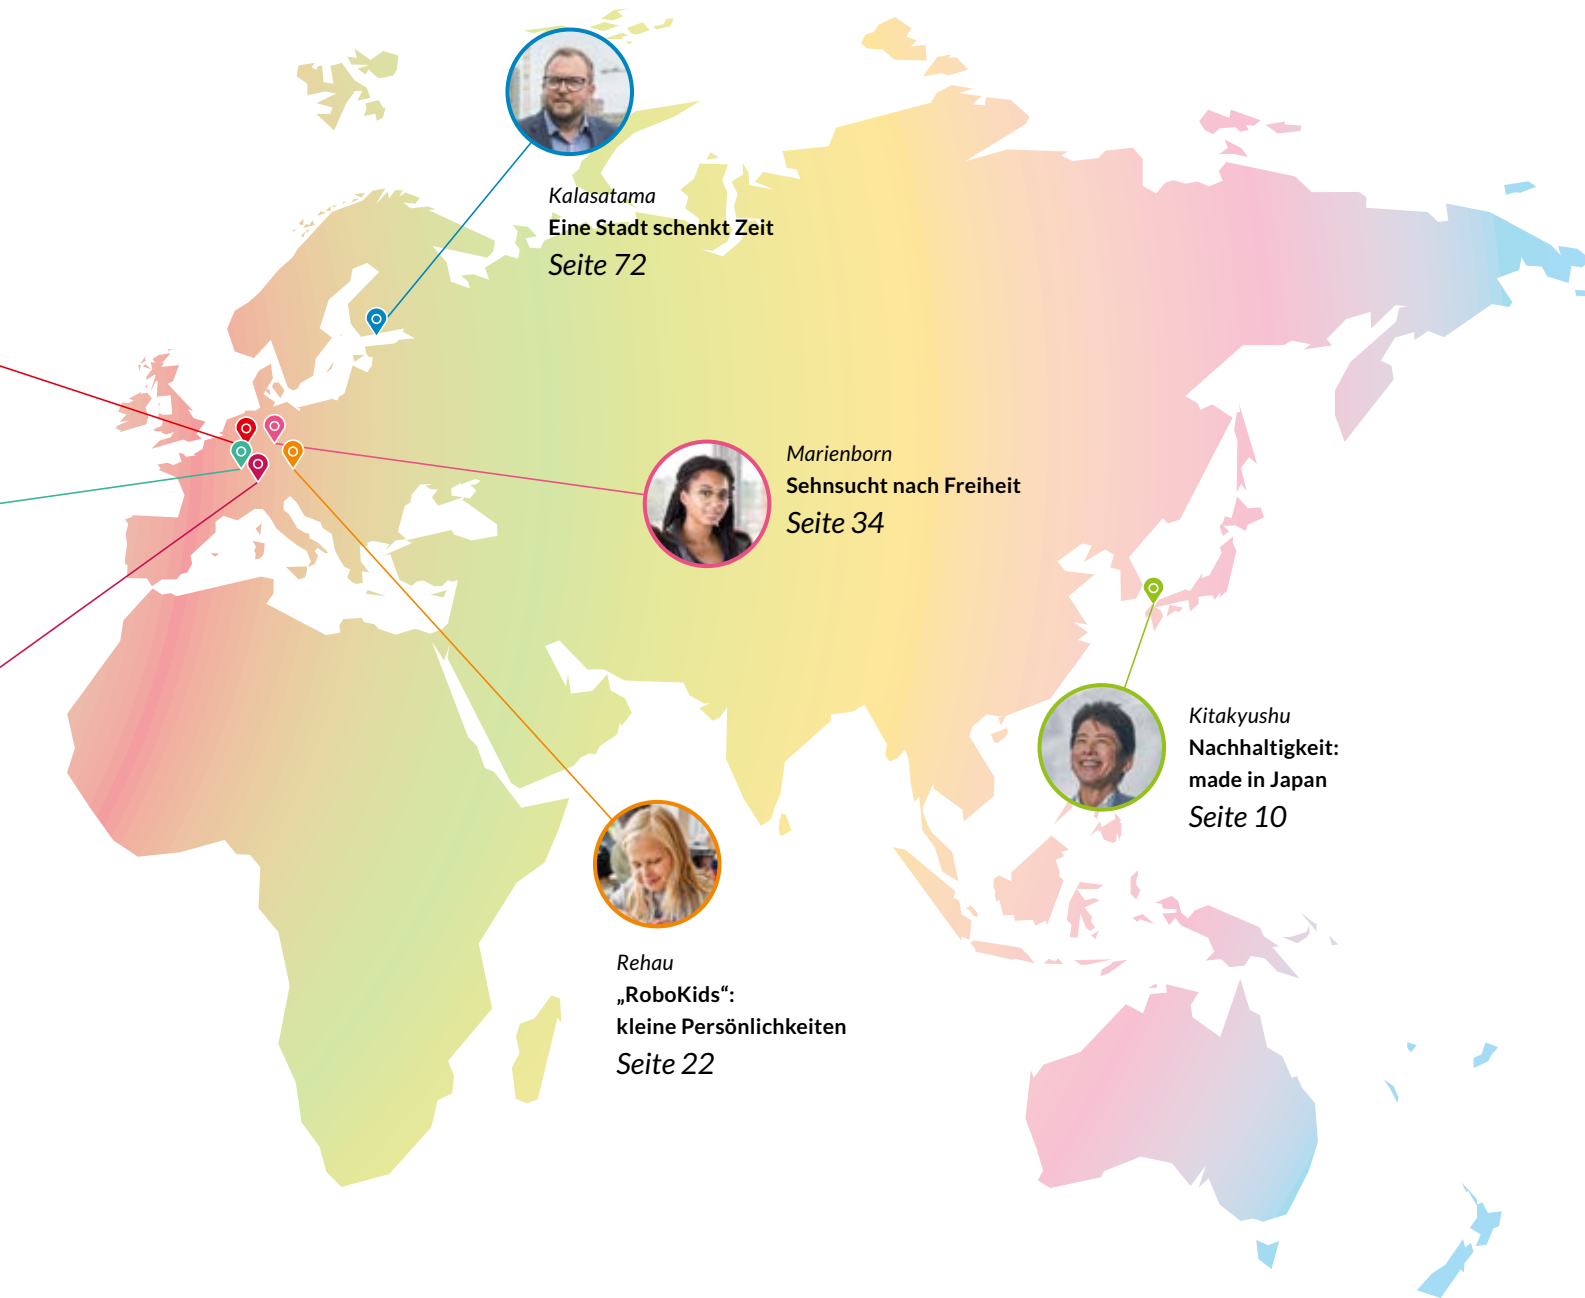 Kalasatama
Eine Stadt schenkt Zeit
Seite 72
Marienborn
Sehnsucht nach Freiheit
Seite 34
Kitakyushu
Nachhaltigkeit:
made in Japan
Seite 10
Rehau
„RoboKids“:
kleine Persönlichkeiten
Seite 22